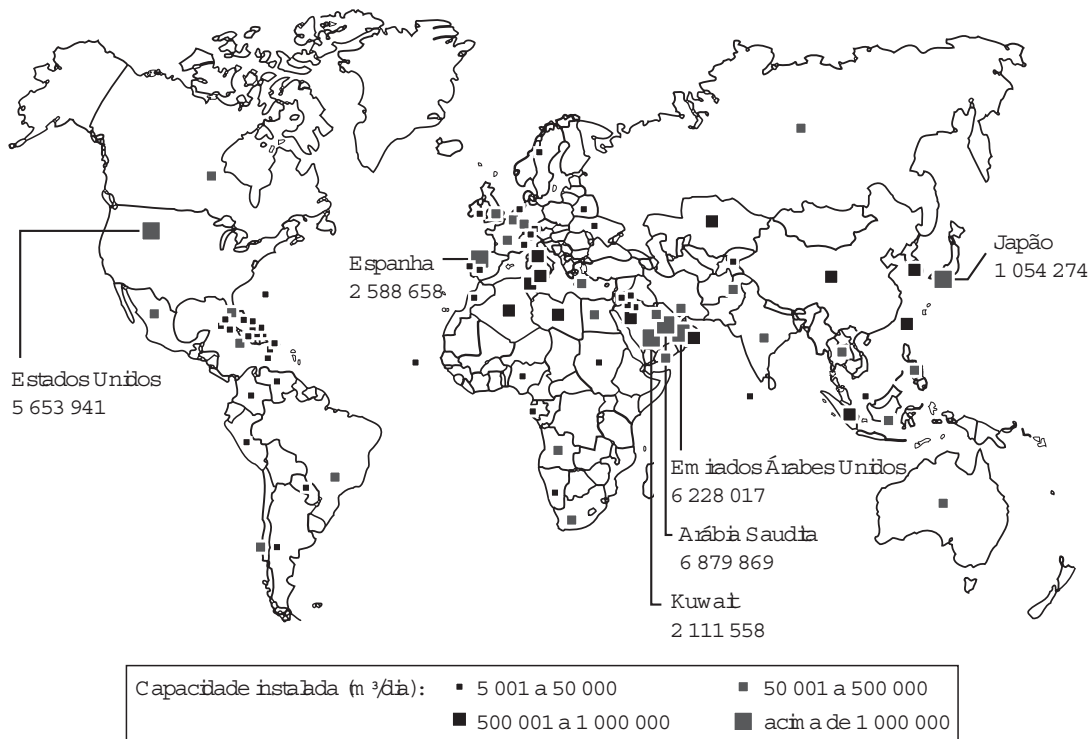 Espanha
2 588 658
Japão
1 054 274
Estados Unidos
5 653 941
Emirados Árabes Unidos
6 228 017
Arábia Saudita
6 879 869
Kuwait
2 111 558
Capacidade instalada (m³/dia):
5 001 a 50 000
50 001 a 500 000
500 001 a 1 000 000
acima de 1 000 000